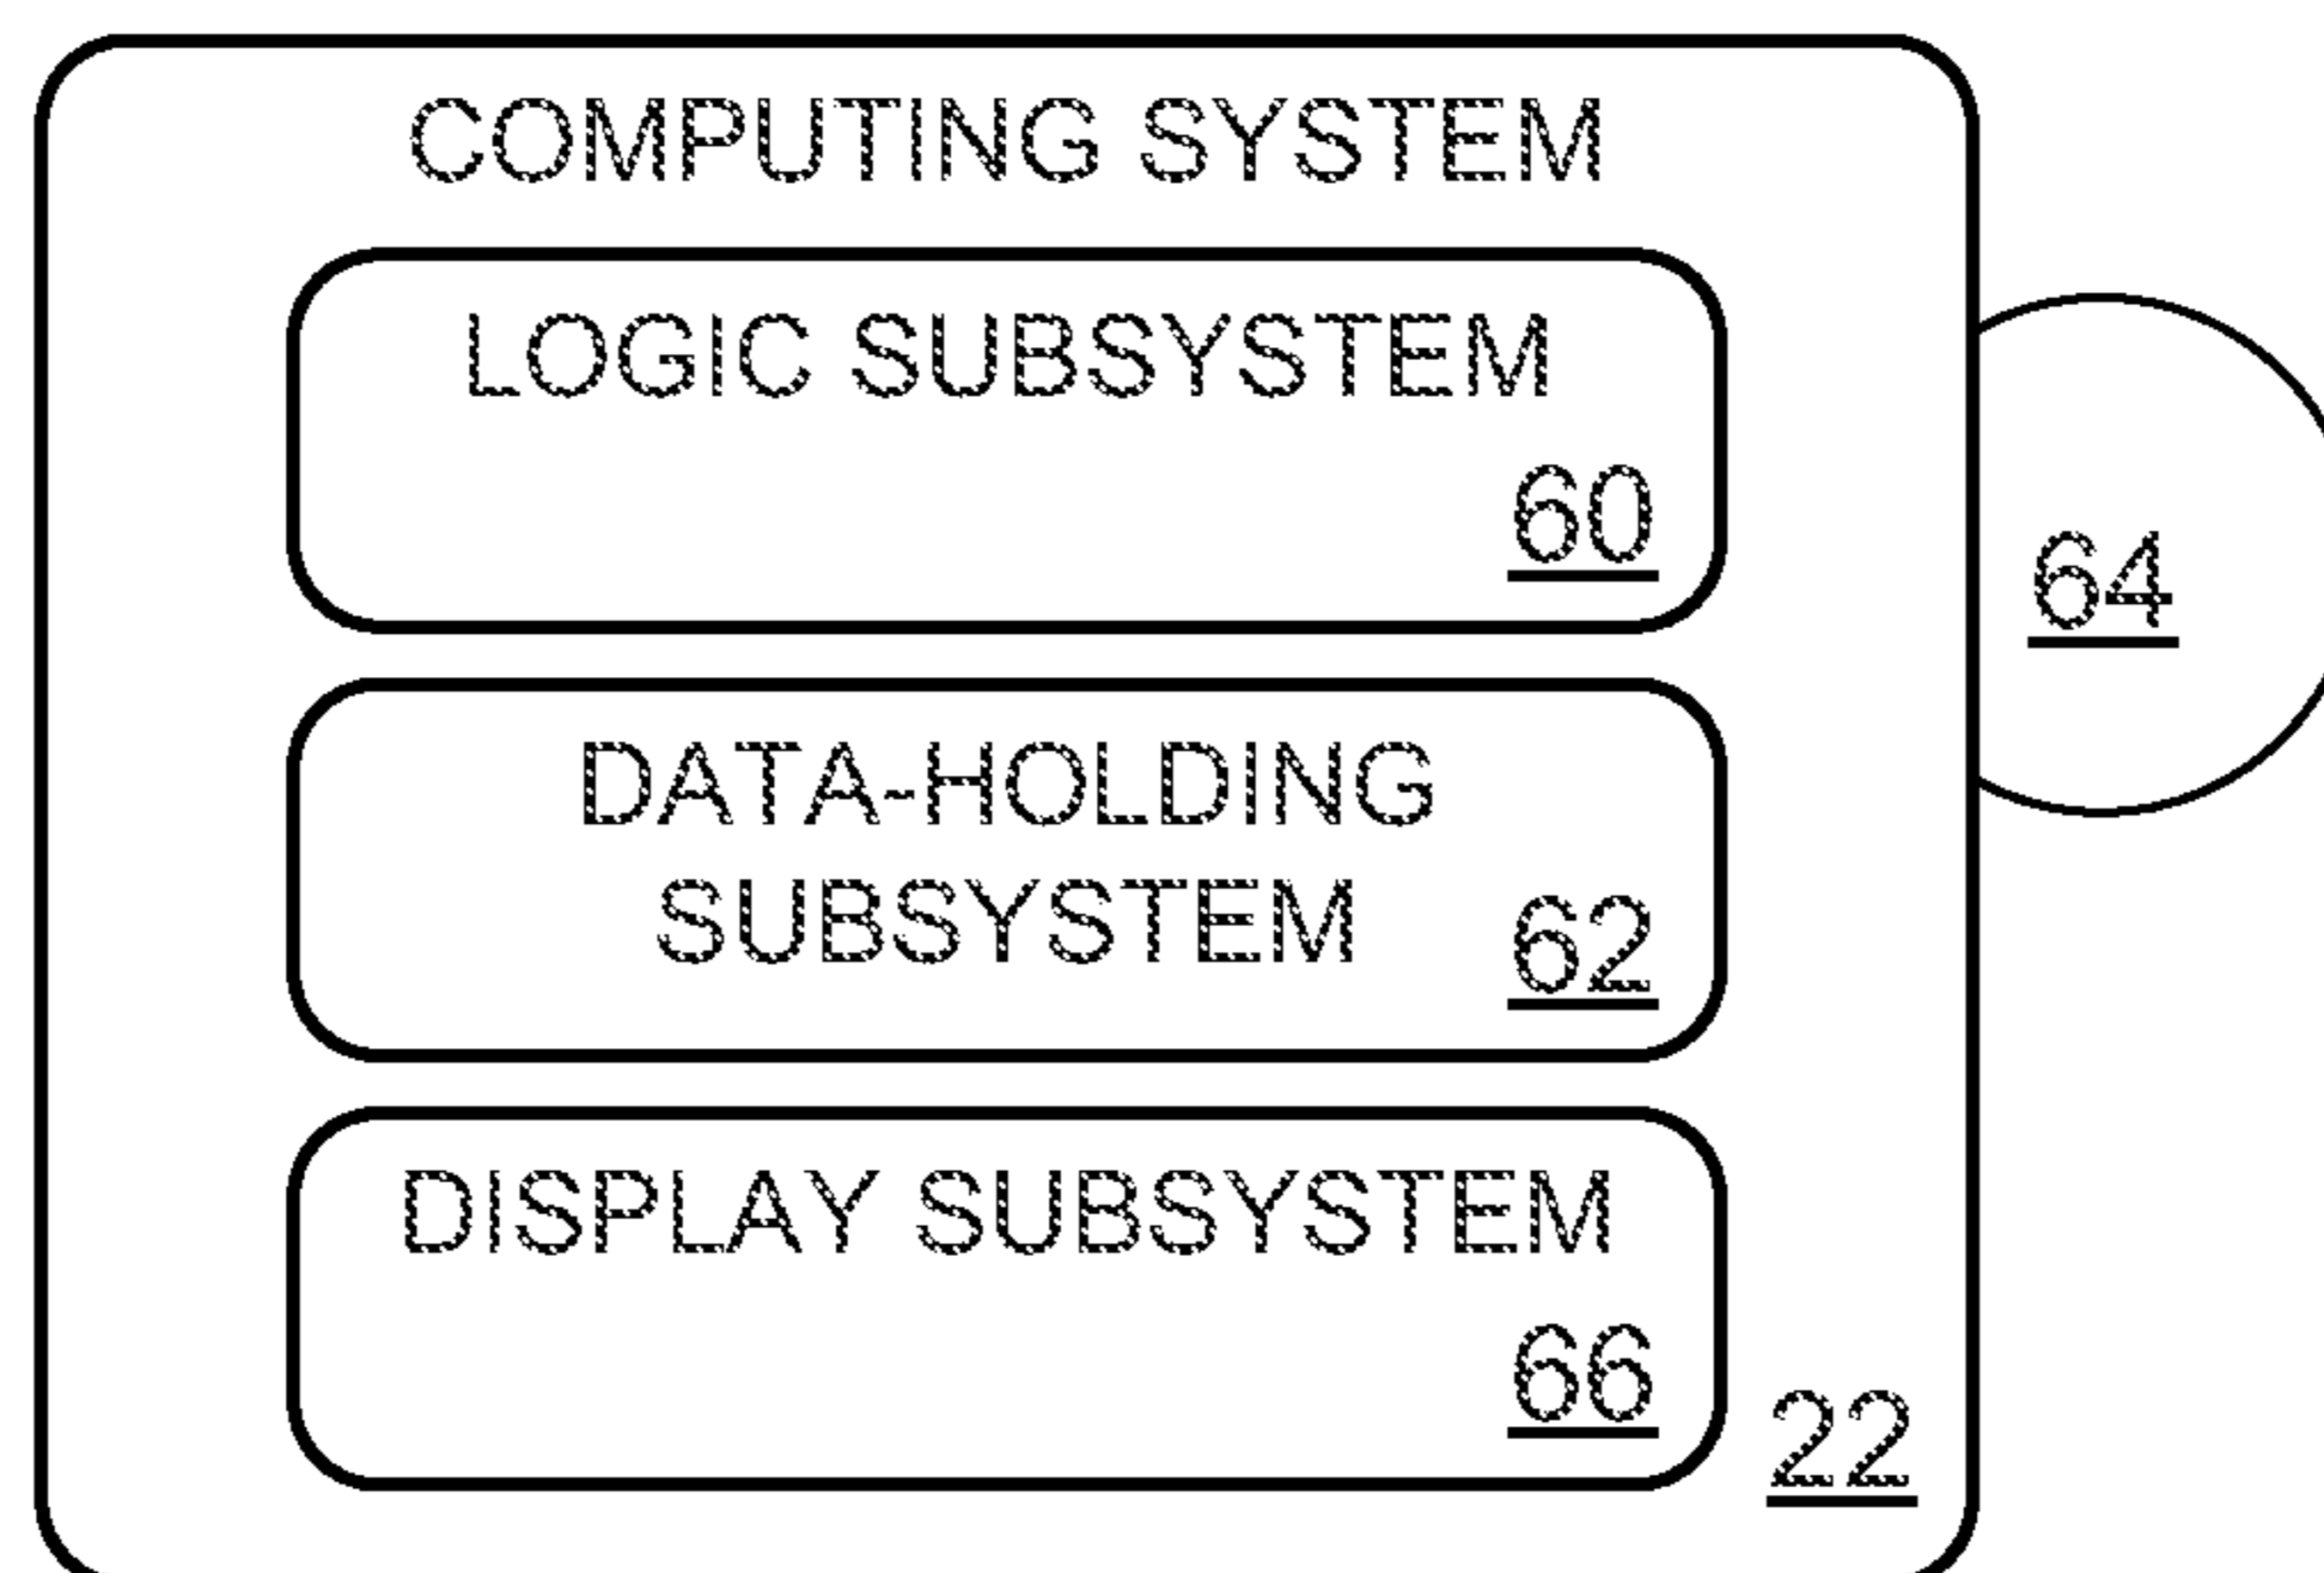 COMPUTING SYSTEM
LOGIC SUBSYSTEM
60
64
DATA-HOLDING
SUBSYSTEM 62
DISPLAY SUBSYSTEM
66
22